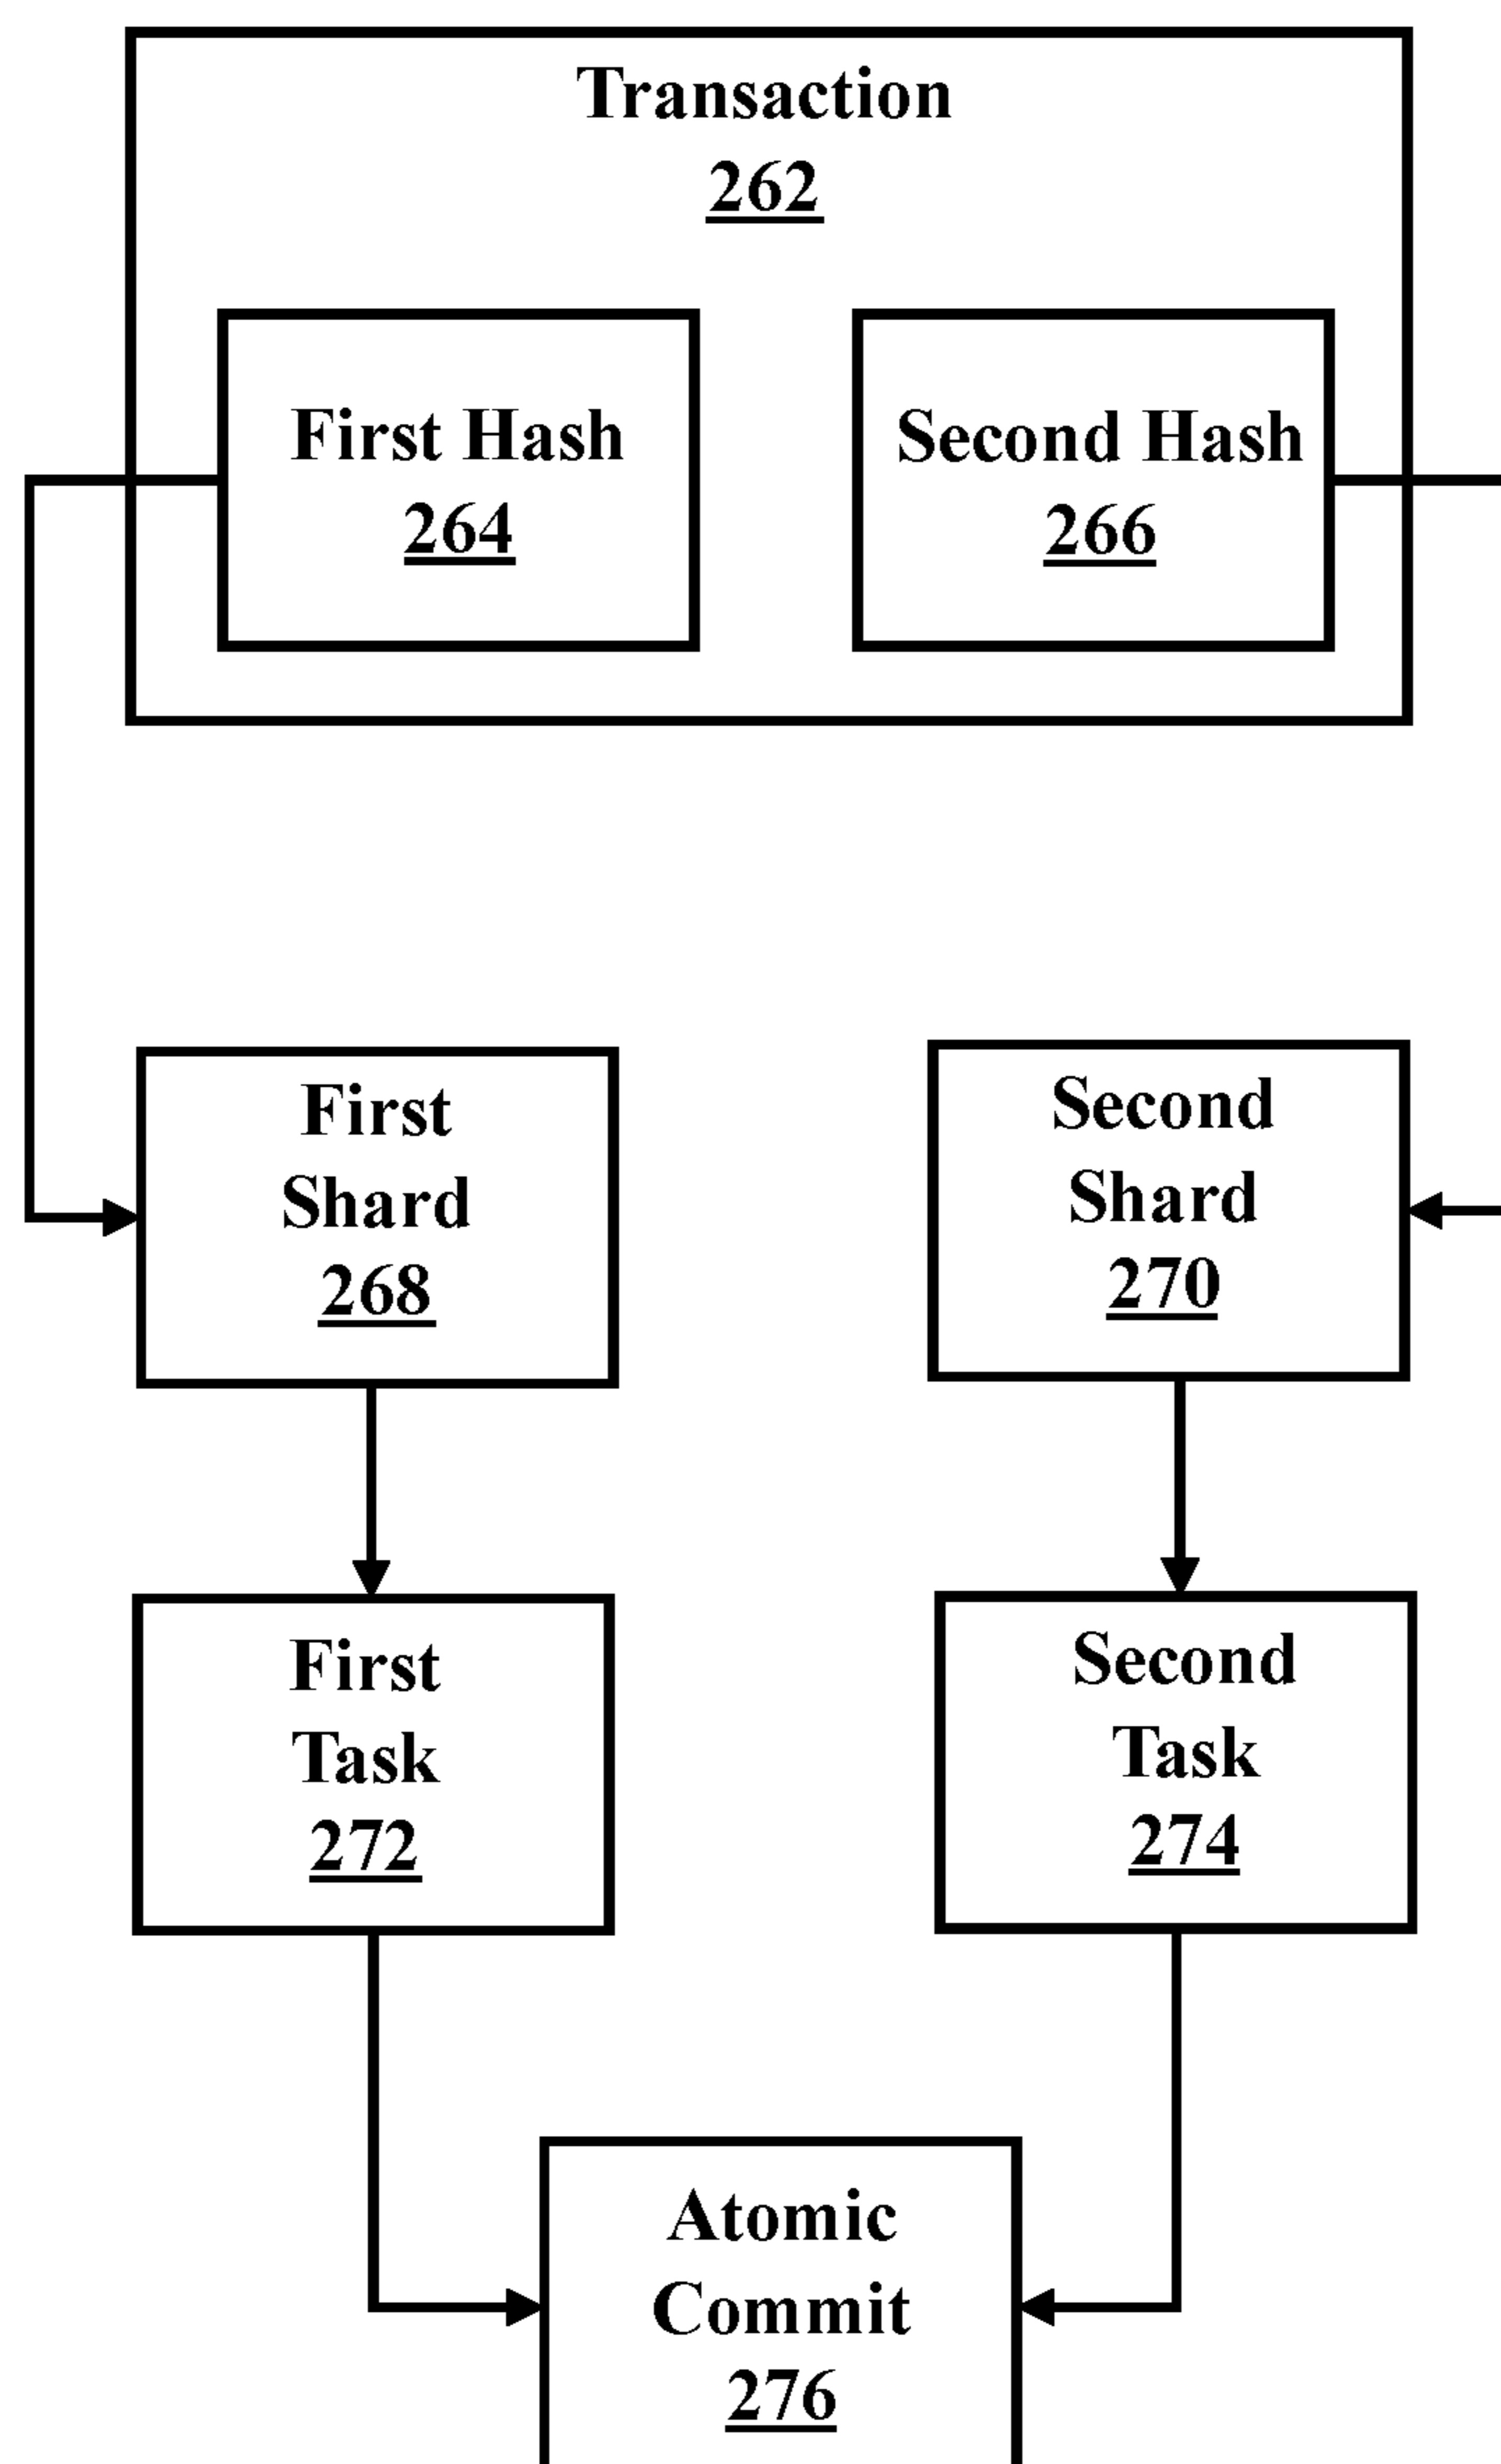 Transaction
262
First Hash
264
Second Hash
266
First
Shard
268
Second
Shard
270
First
Task
272
Second
Task
274
Atomic
Commit
276